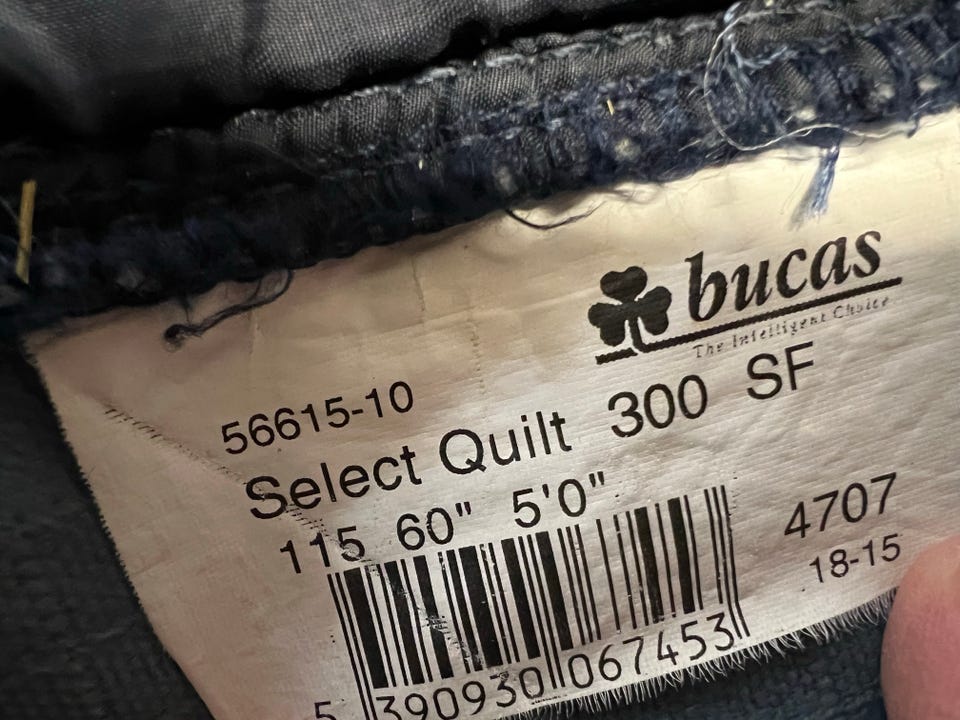 bucas
The Intelligent Choice
56615-10
Select Quilt 300 SF
115 60" 5'0"
4707
18-15
5 390930 067453